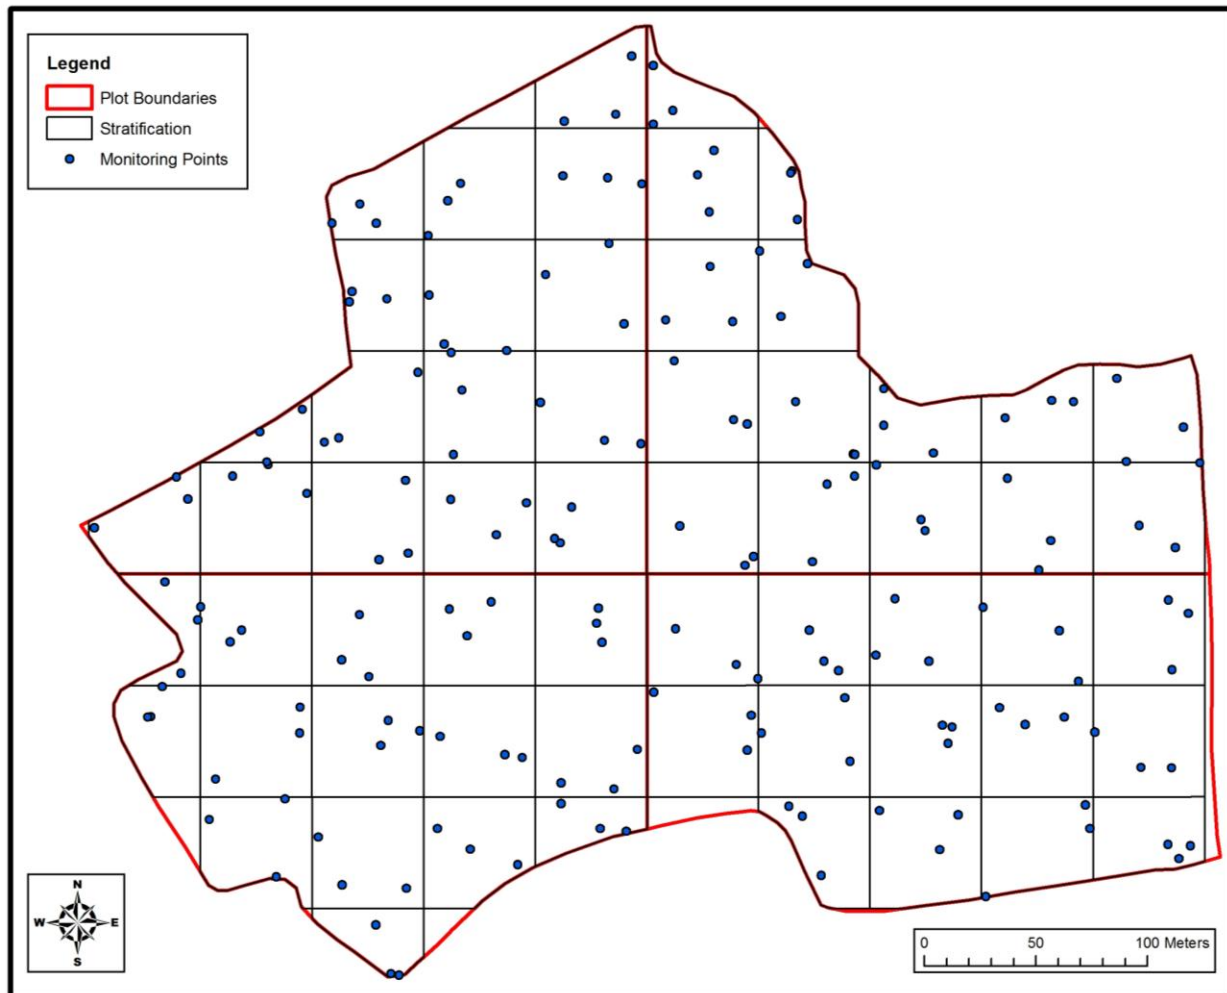 Legend
Plot Boundaries
Stratification
Monitoring Points
N
W E
S
0 50 100 Meters